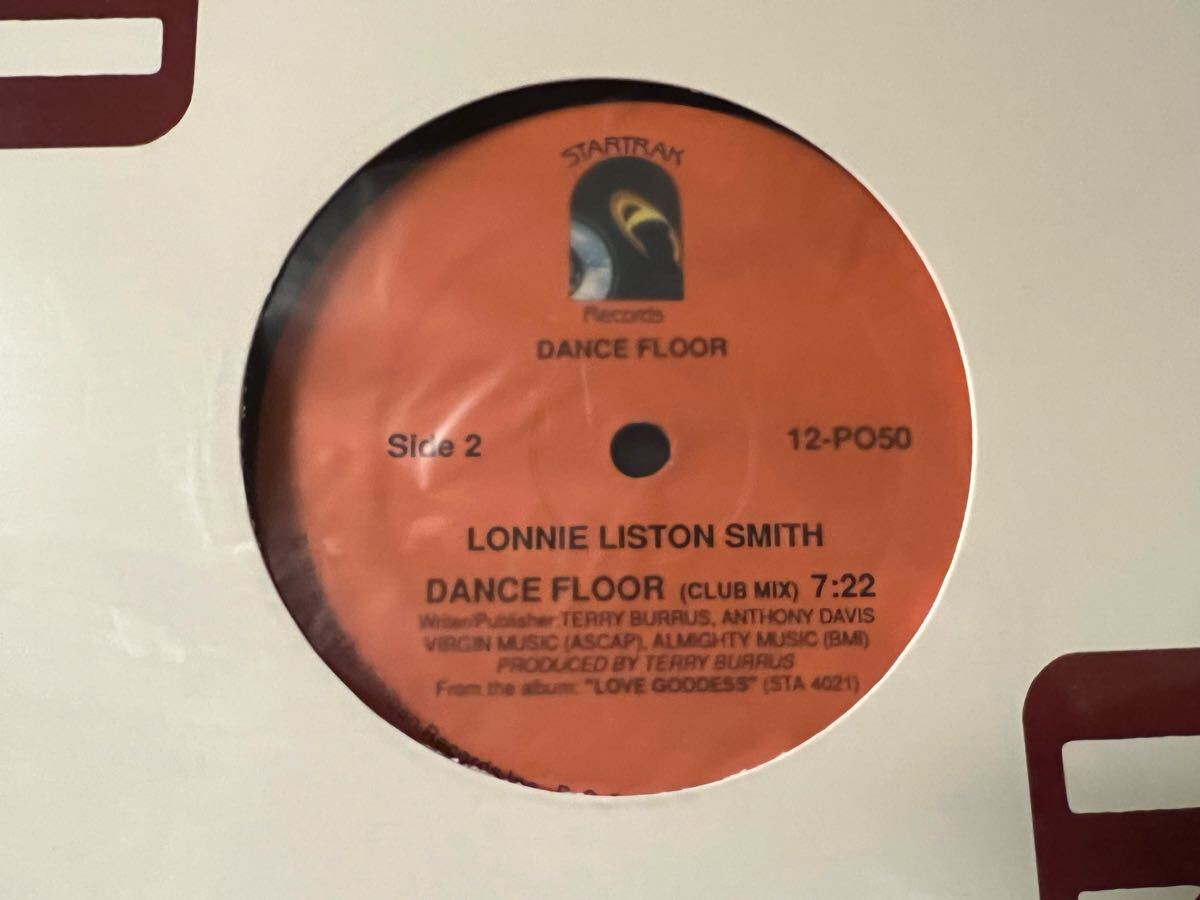 STARTRAK
Records
DANCE FLOOR
Side 2
12-PO50
LONNIE LISTON SMITH
DANCE FLOOR (CLUB MIX) 7:22
Writer/Publisher TERRY BURRUS, ANTHONY DAVIS
VIRGIN MUSIC (ASCAP), ALMIGHTY MUSIC (BMI)
PRODUCED BY TERRY BURRUS
From the album: "LOVE GODDESS" (STA 4021)